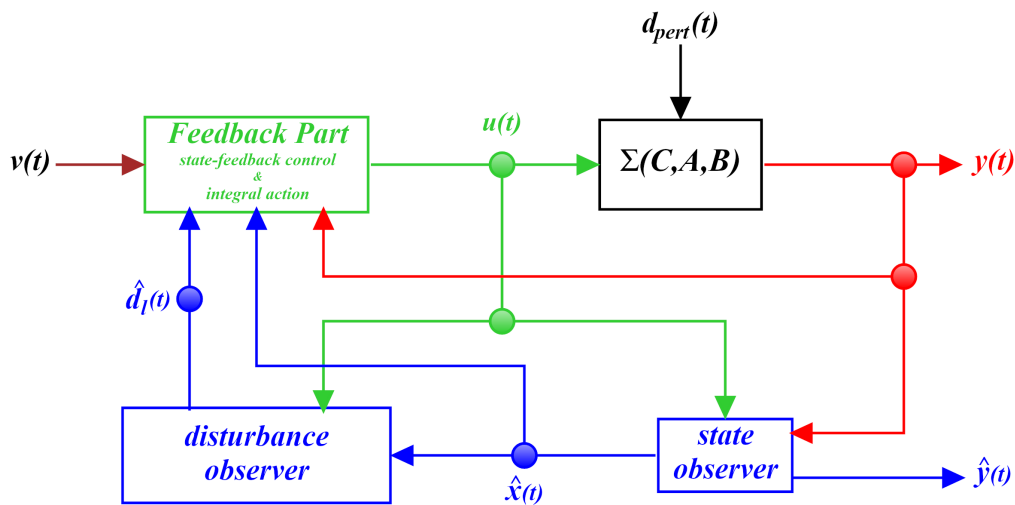 d_pert(t)
Feedback Part
state-feedback control
&
integral action
u(t)
v(t)
Σ(C,A,B)
y(t)
d̂_I(t)
disturbance
observer
x̂(t)
state
observer
ŷ(t)